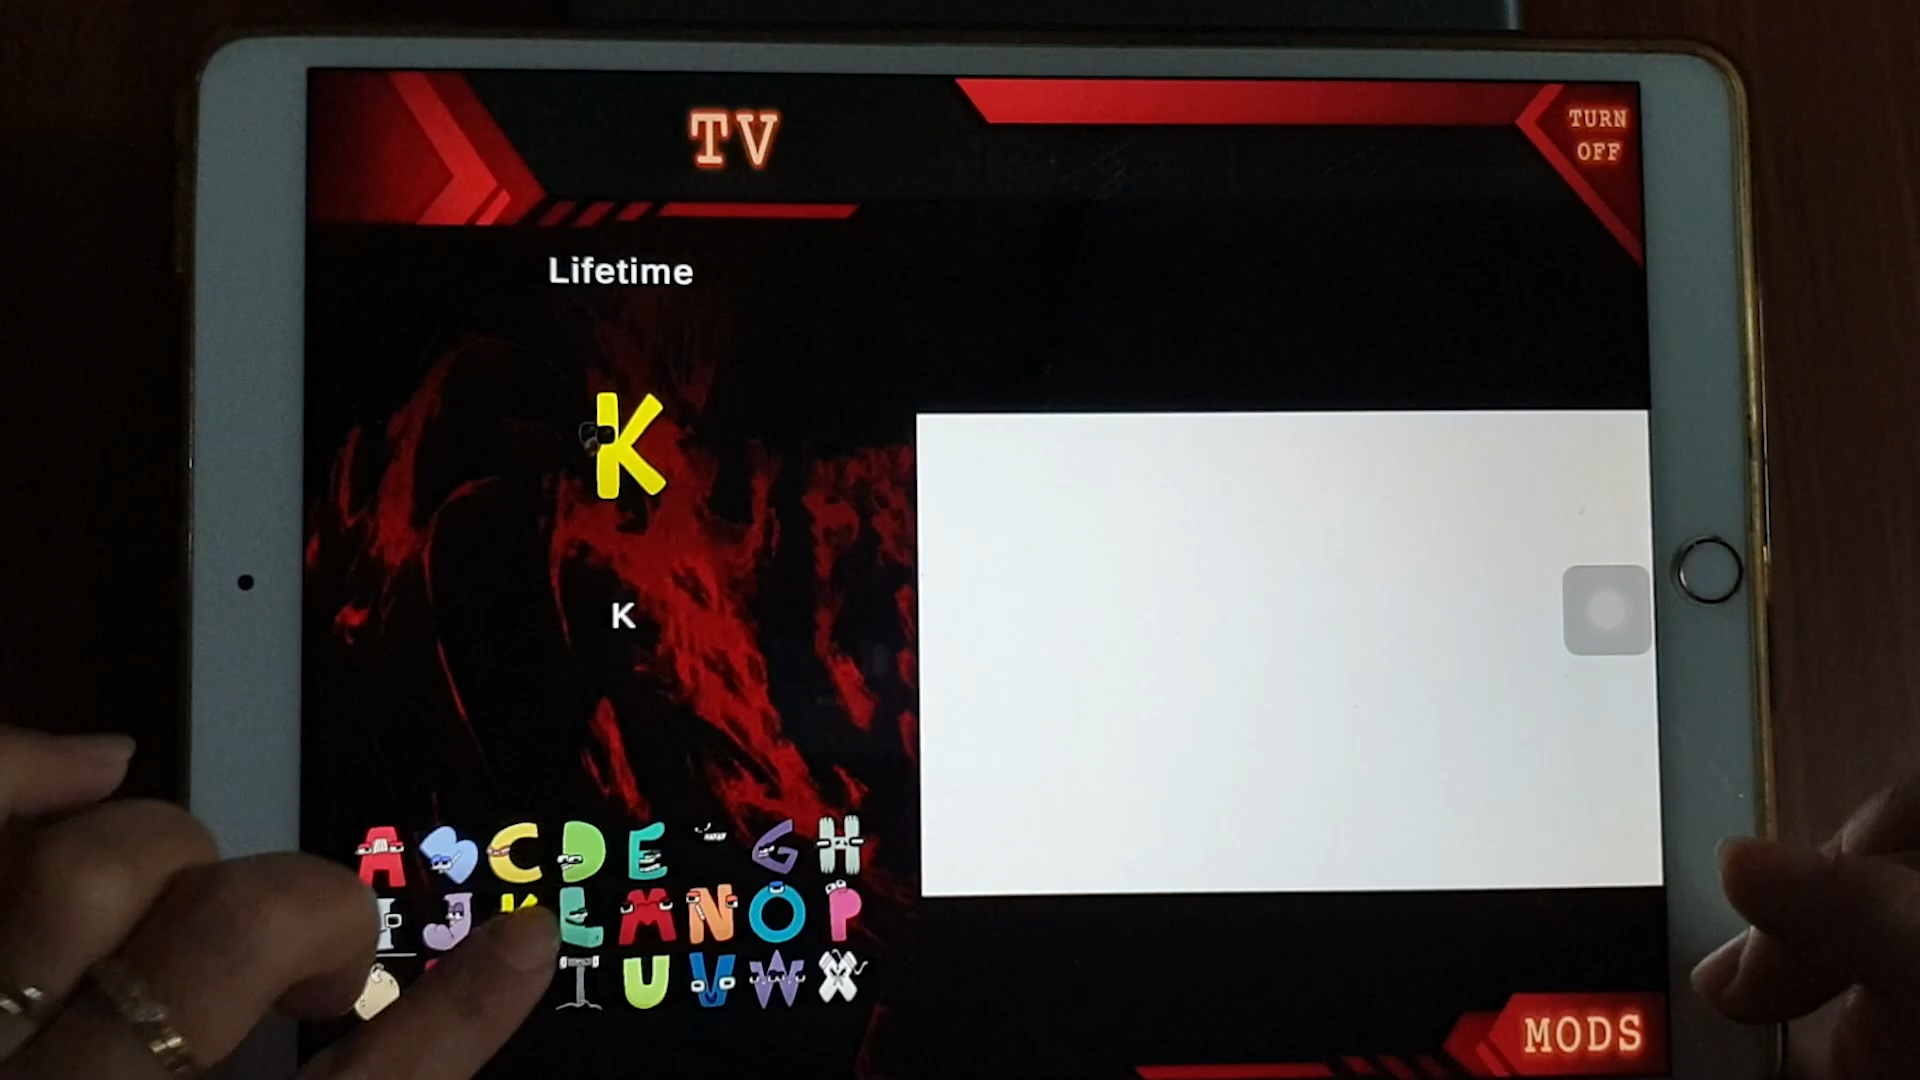 TV
TURN
OFF
Lifetime
K
K
A B C D E G H
I J K L M N O P
T U V W X
MODS